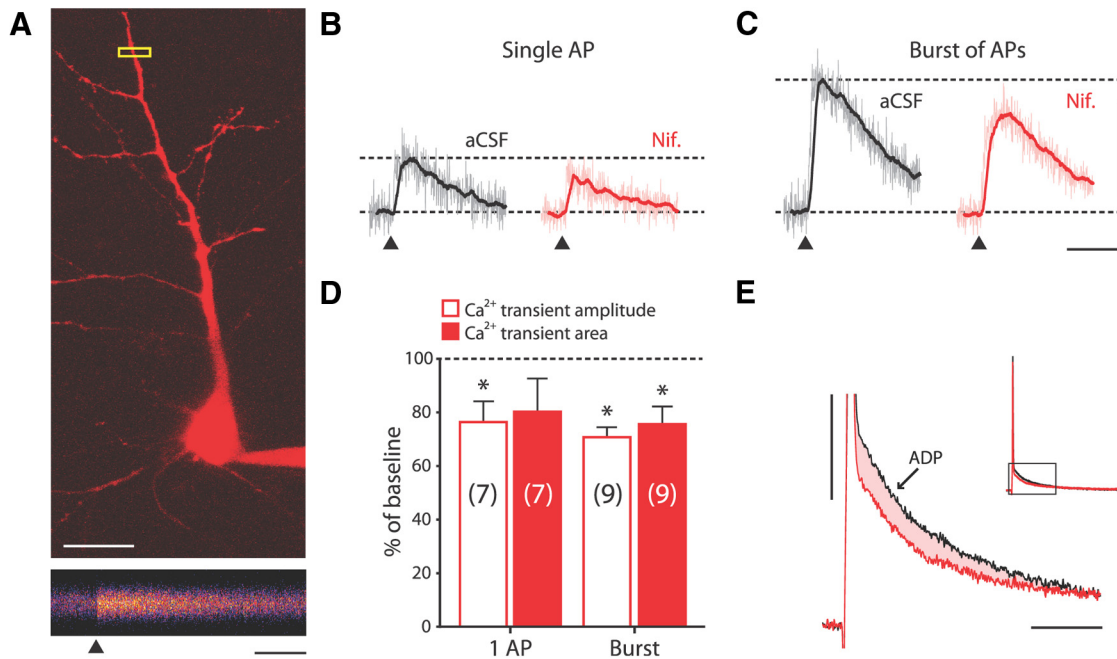 A
B
Single AP
aCSF
Nif.
C
Burst of APs
aCSF
Nif.
D
Ca2+ transient amplitude
Ca2+ transient area
% of baseline
100
80
60
40
20
0
*
*
*
(7)
(7)
(9)
(9)
1 AP
Burst
E
ADP